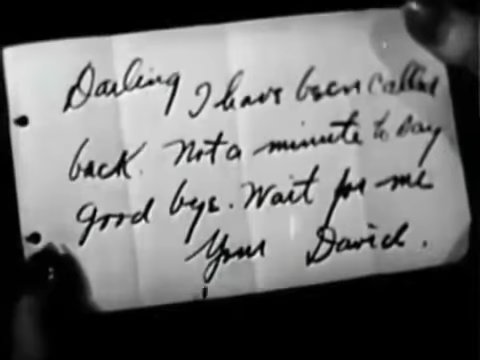 Darling I have been called
back. Not a minute to say
good bye. Wait for me
Your David.